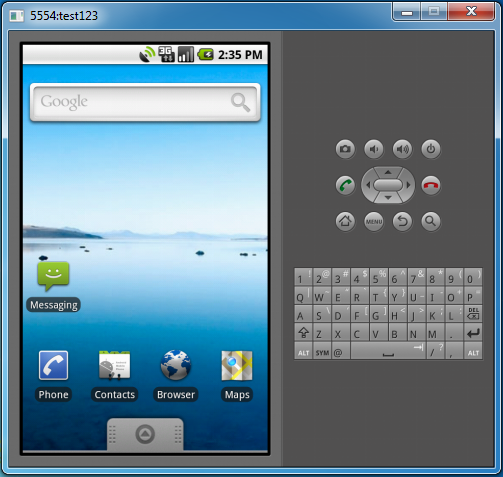 5554:test123
3G 2:35 PM
Google
Messaging
Phone Contacts Browser Maps
MENU
1 ! 2 @ 3 # 4 $ 5 % 6 ^ 7 & 8 * 9 ( 0 )
Q W E R T Y U I O P
A S D F G H J K L DEL
Z X C V B N M .
ALT SYM @ / ? , ALT